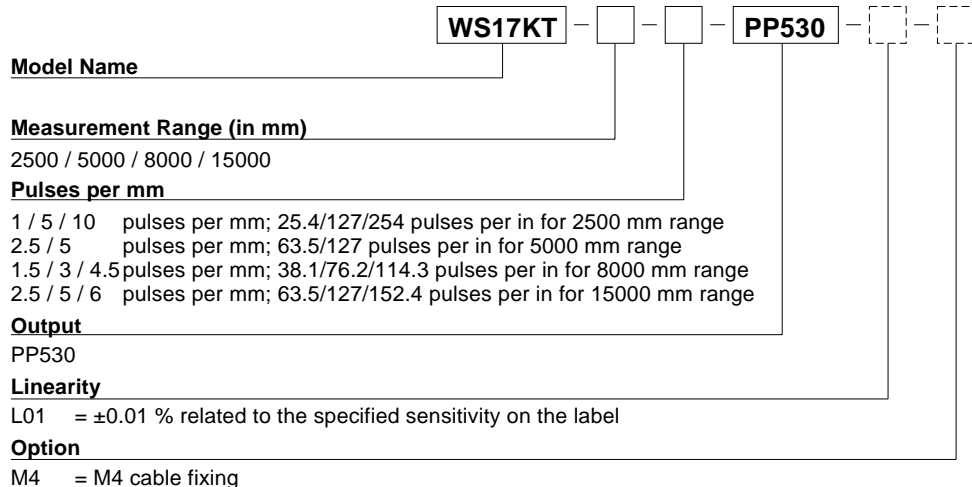 WS17KT - - - PP530 - -
Model Name
Measurement Range (in mm)
2500 / 5000 / 8000 / 15000
Pulses per mm
1 / 5 / 10 pulses per mm; 25.4/127/254 pulses per in for 2500 mm range
2.5 / 5 pulses per mm; 63.5/127 pulses per in for 5000 mm range
1.5 / 3 / 4.5 pulses per mm; 38.1/76.2/114.3 pulses per in for 8000 mm range
2.5 / 5 / 6 pulses per mm; 63.5/127/152.4 pulses per in for 15000 mm range
Output
PP530
Linearity
L01 = ±0.01 % related to the specified sensitivity on the label
Option
M4 = M4 cable fixing